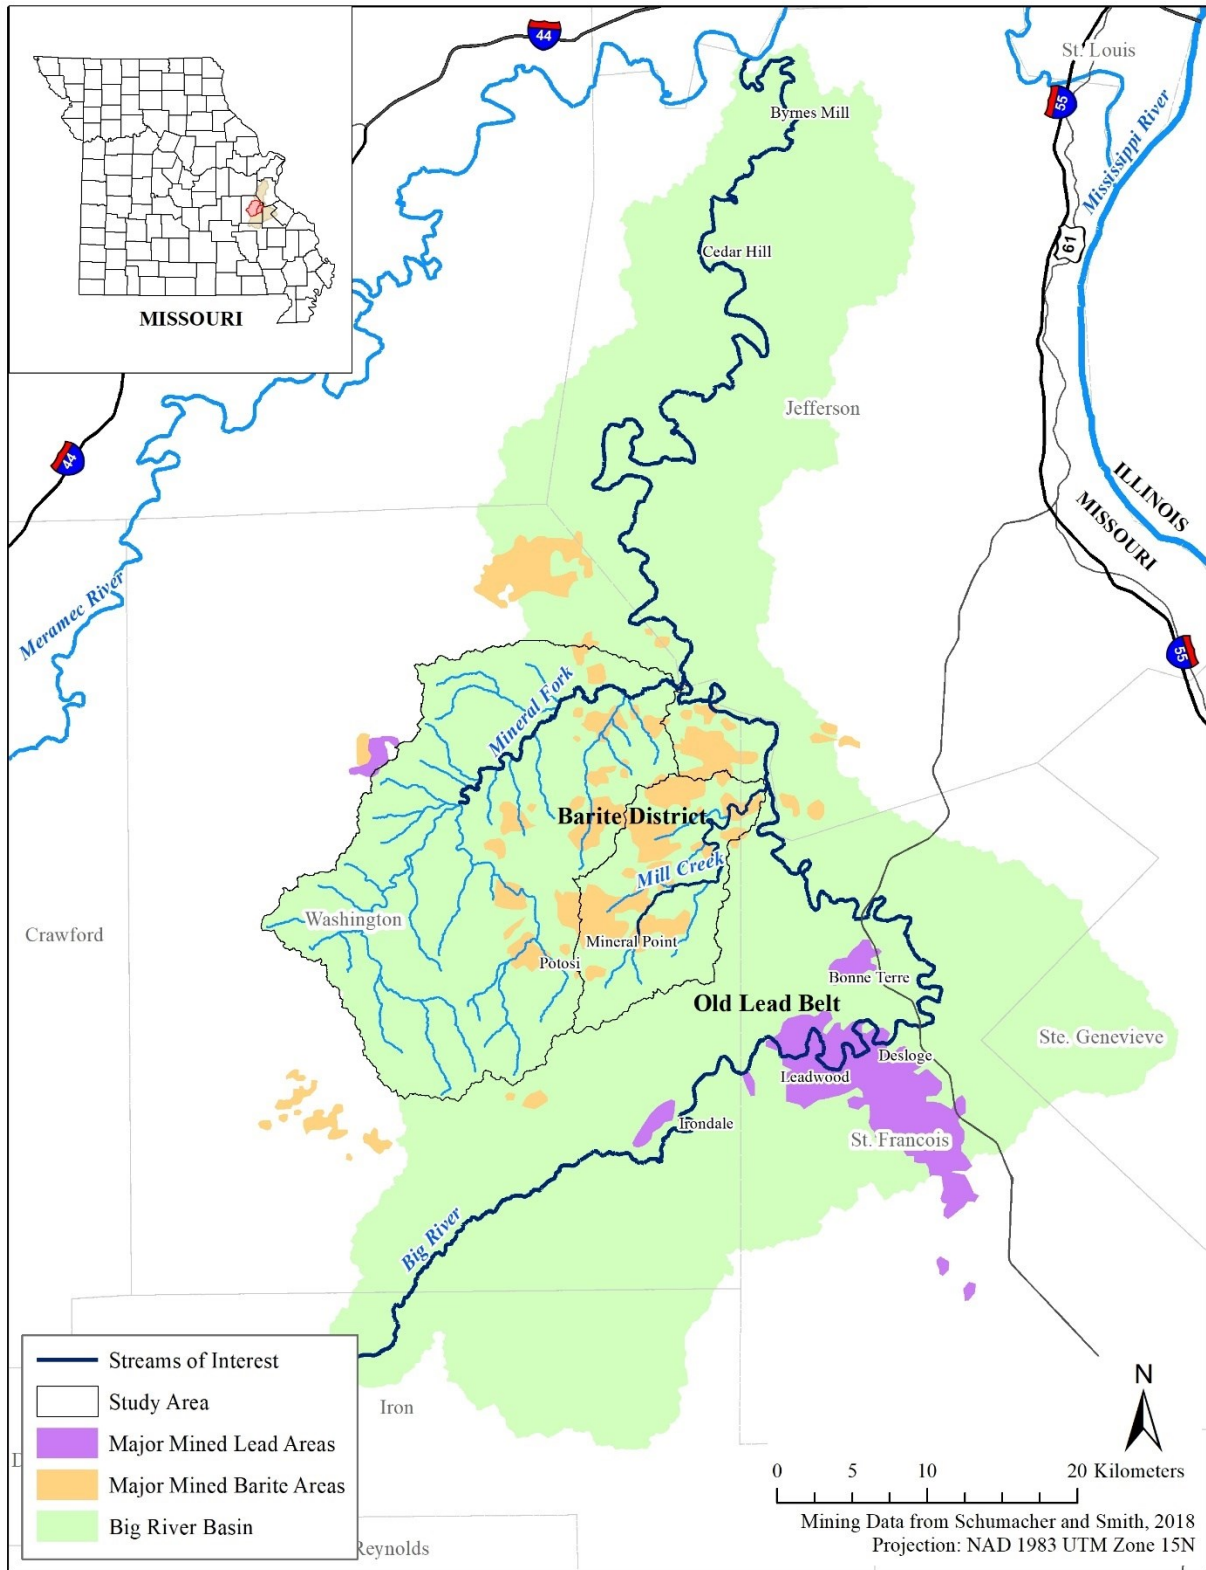 44
St. Louis
55
Byrnes Mill
Mississippi River
MISSOURI
61
Cedar Hill
Jefferson
44
ILLINOIS
MISSOURI
Meramec River
55
Mineral Fork
Barite District
Mill Creek
Washington
Crawford
Mineral Point
Potosi
Bonne Terre
Old Lead Belt
Ste. Genevieve
Desloge
Leadwood
Irondale
St. Francois
Big River
Streams of Interest
Study Area
Major Mined Lead Areas
Major Mined Barite Areas
Big River Basin
Iron
N
0 5 10 20 Kilometers
Mining Data from Schumacher and Smith, 2018
Projection: NAD 1983 UTM Zone 15N
Reynolds